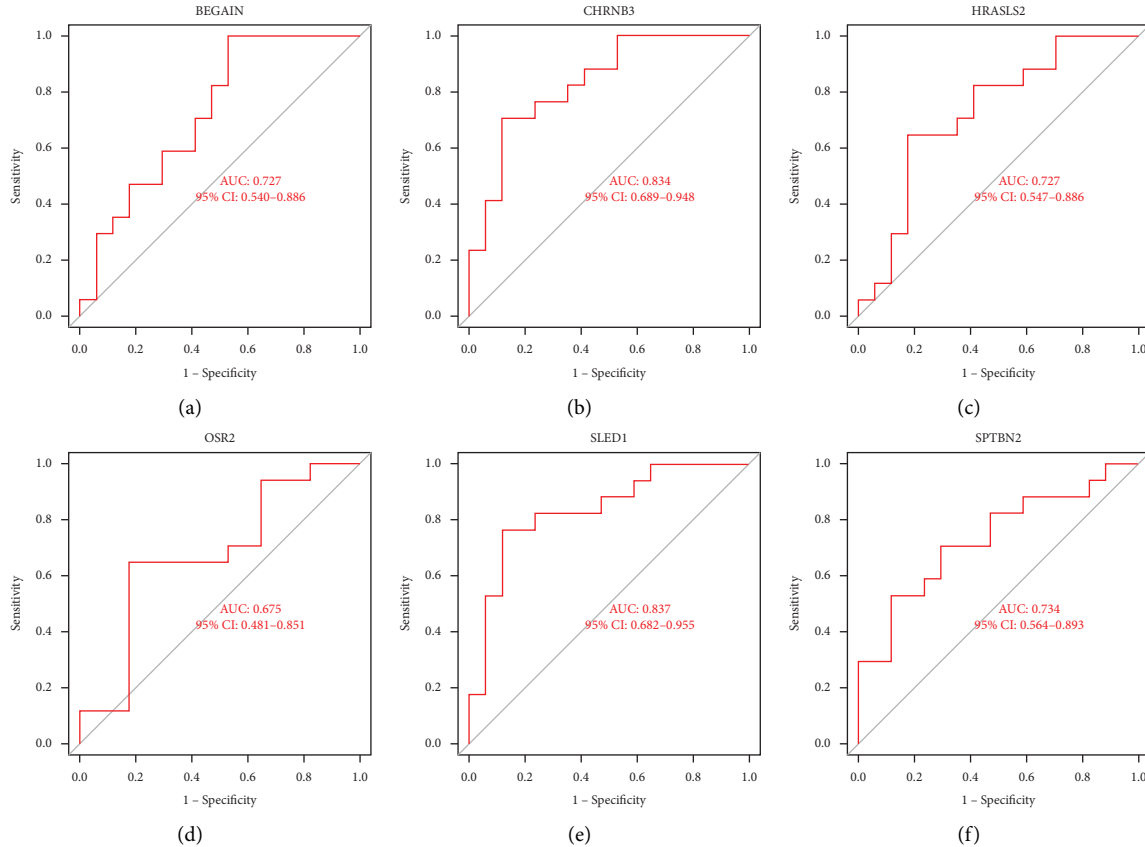 BEGAIN
1.0
0.8
0.6
0.4
0.2
0.0
Sensitivity
AUC: 0.727
95% CI: 0.540–0.886
0.0 0.2 0.4 0.6 0.8 1.0
1 – Specificity
(a)
CHRNB3
1.0
0.8
0.6
0.4
0.2
0.0
Sensitivity
AUC: 0.834
95% CI: 0.689–0.948
0.0 0.2 0.4 0.6 0.8 1.0
1 – Specificity
(b)
HRASLS2
1.0
0.8
0.6
0.4
0.2
0.0
Sensitivity
AUC: 0.727
95% CI: 0.547–0.886
0.0 0.2 0.4 0.6 0.8 1.0
1 – Specificity
(c)
OSR2
1.0
0.8
0.6
0.4
0.2
0.0
Sensitivity
AUC: 0.675
95% CI: 0.481–0.851
0.0 0.2 0.4 0.6 0.8 1.0
1 – Specificity
(d)
SLED1
1.0
0.8
0.6
0.4
0.2
0.0
Sensitivity
AUC: 0.837
95% CI: 0.682–0.955
0.0 0.2 0.4 0.6 0.8 1.0
1 – Specificity
(e)
SPTBN2
1.0
0.8
0.6
0.4
0.2
0.0
Sensitivity
AUC: 0.734
95% CI: 0.564–0.893
0.0 0.2 0.4 0.6 0.8 1.0
1 – Specificity
(f)